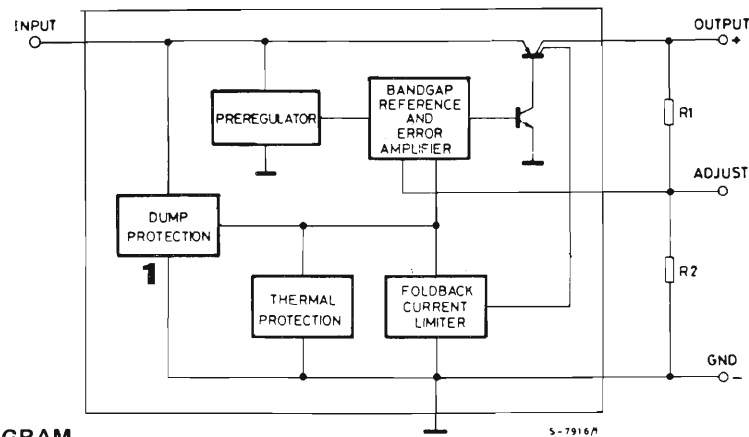 INPUT
OUTPUT
+
PREREGULATOR
BANDGAP
REFERENCE
AND
ERROR
AMPLIFIER
R1
ADJUST
DUMP
PROTECTION
1
THERMAL
PROTECTION
FOLDBACK
CURRENT
LIMITER
R2
GND
-
S-7916/1
GRAM